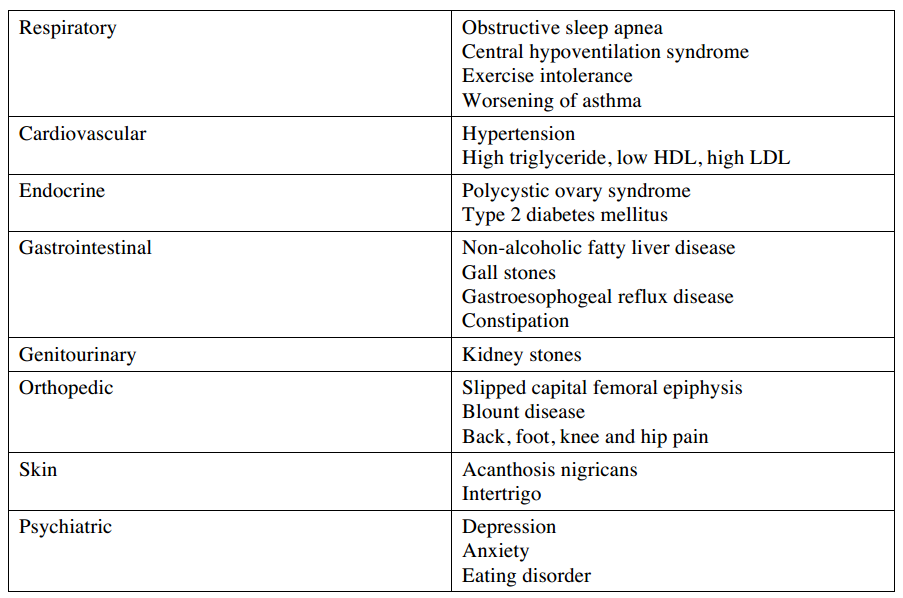 Respiratory
Obstructive sleep apnea
Central hypoventilation syndrome
Exercise intolerance
Worsening of asthma
Cardiovascular
Hypertension
High triglyceride, low HDL, high LDL
Endocrine
Polycystic ovary syndrome
Type 2 diabetes mellitus
Gastrointestinal
Non-alcoholic fatty liver disease
Gall stones
Gastroesophogeal reflux disease
Constipation
Genitourinary
Kidney stones
Orthopedic
Slipped capital femoral epiphysis
Blount disease
Back, foot, knee and hip pain
Skin
Acanthosis nigricans
Intertrigo
Psychiatric
Depression
Anxiety
Eating disorder